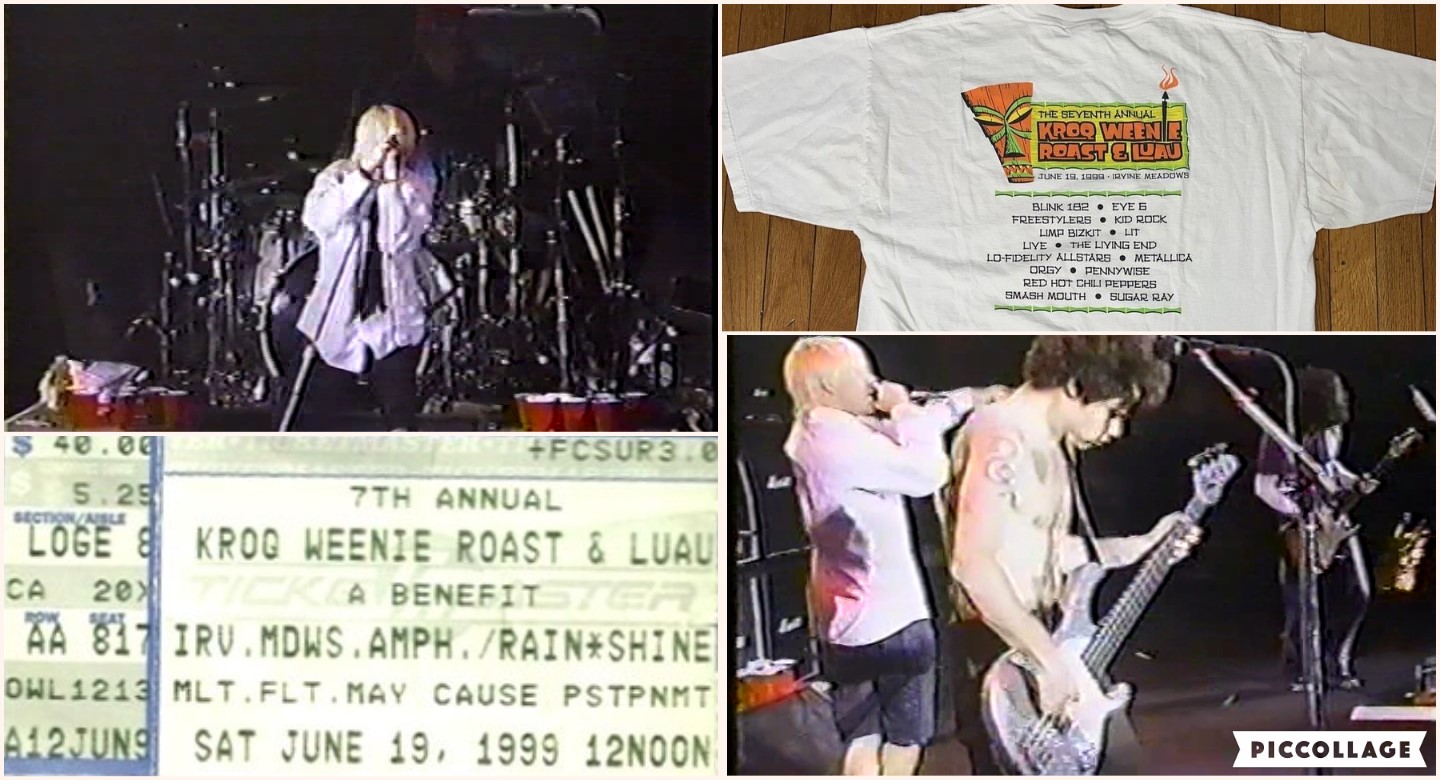 THE SEVENTH ANNUAL
KROQ WEENIE
ROAST & LUAU
JUNE 19, 1999 · IRVINE MEADOWS
BLINK 182 • EVE 6
FREESTYLERS • KID ROCK
LIMP BIZKIT • LIT
LIVE • THE LIVING END
LO-FIDELITY ALLSTARS • METALLICA
ORGY • PENNYWISE
RED HOT CHILI PEPPERS
SMASH MOUTH • SUGAR RAY
$ 40.00
$ 5.25
SECTION/AISLE
LOGE 8
CA 20X
ROW SEAT
AA 817
OWL1213
A12JUN9
+FCSUR3.0
7TH ANNUAL
KROQ WEENIE ROAST & LUAU
A BENEFIT
IRV.MDWS.AMPH./RAIN*SHINE
MLT.FLT.MAY CAUSE PSTPNMT
SAT JUNE 19, 1999 12NOON
PICCOLLAGE